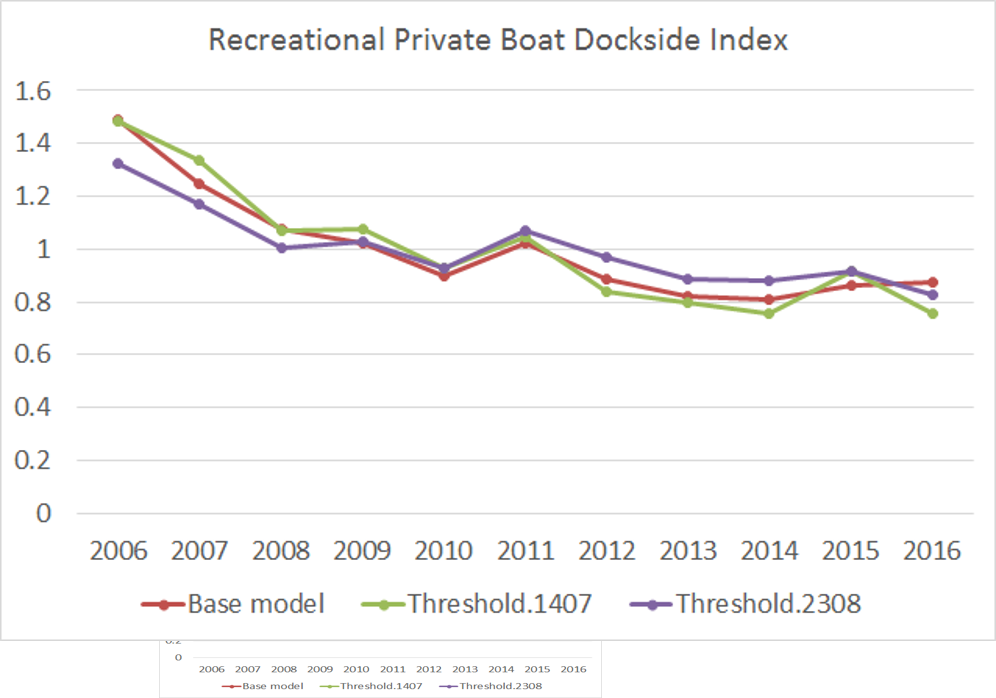 Recreational Private Boat Dockside Index
1.6
1.4
1.2
1
0.8
0.6
0.4
0.2
0
2006 2007 2008 2009 2010 2011 2012 2013 2014 2015 2016
Base model Threshold.1407 Threshold.2308
0.2
0
2006 2007 2008 2009 2010 2011 2012 2013 2014 2015 2016
Base model Threshold.1407 Threshold.2308